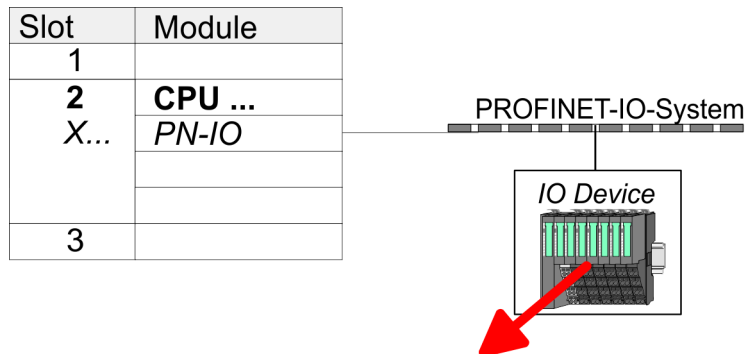 Slot Module
1
2 CPU ...
X... PN-IO
3
PROFINET-IO-System
IO Device